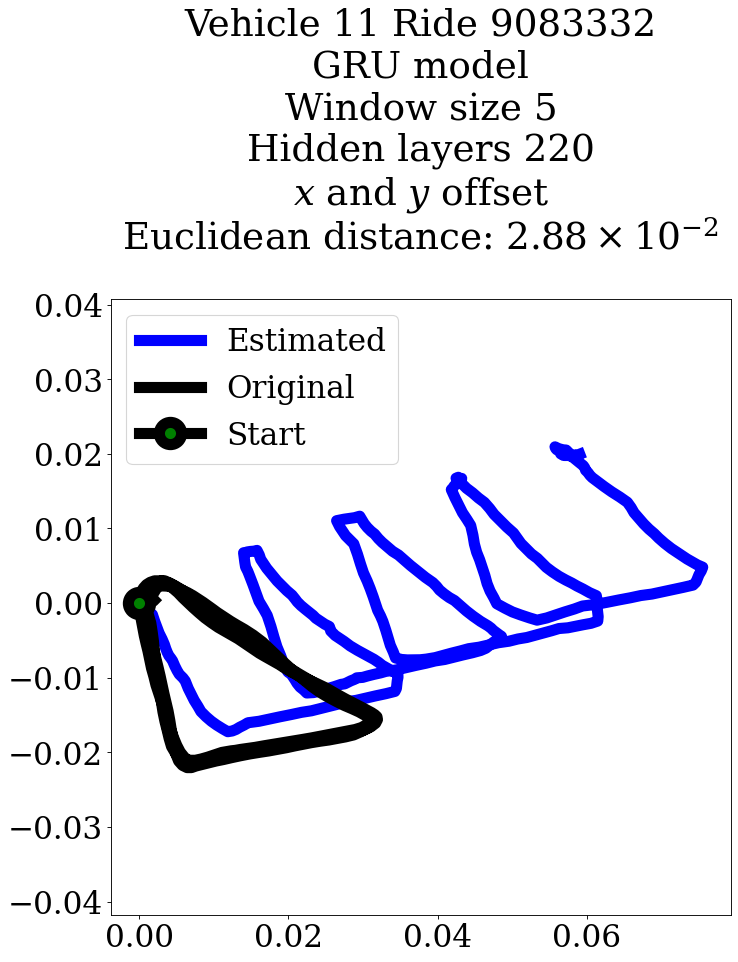 Vehicle 11 Ride 9083332
GRU model
Window size 5
Hidden layers 220
x and y offset
Euclidean distance: 2.88 × 10⁻²
0.04
0.03
0.02
0.01
0.00
−0.01
−0.02
−0.03
−0.04
Estimated
Original
Start
0.00 0.02 0.04 0.06